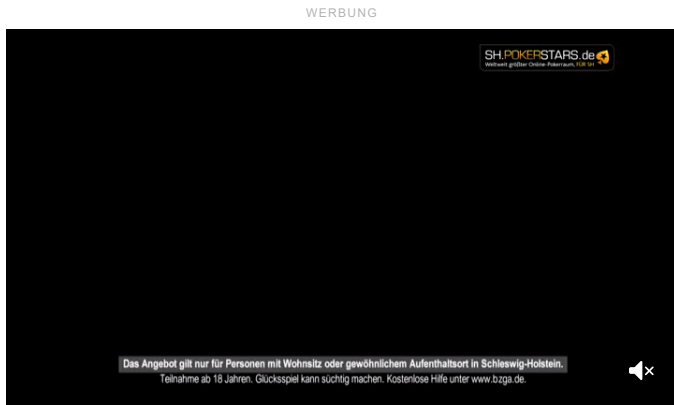 WERBUNG
SH.POKERSTARS.de
Weltweit größter Online-Pokerraum. FÜR SH
Das Angebot gilt nur für Personen mit Wohnsitz oder gewöhnlichem Aufenthaltsort in Schleswig-Holstein.
Teilnahme ab 18 Jahren. Glücksspiel kann süchtig machen. Kostenlose Hilfe unter www.bzga.de.